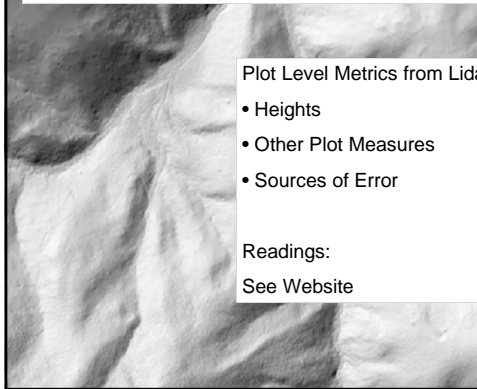 Plot Level Metrics from Lida
• Heights
• Other Plot Measures
• Sources of Error
Readings:
See Website